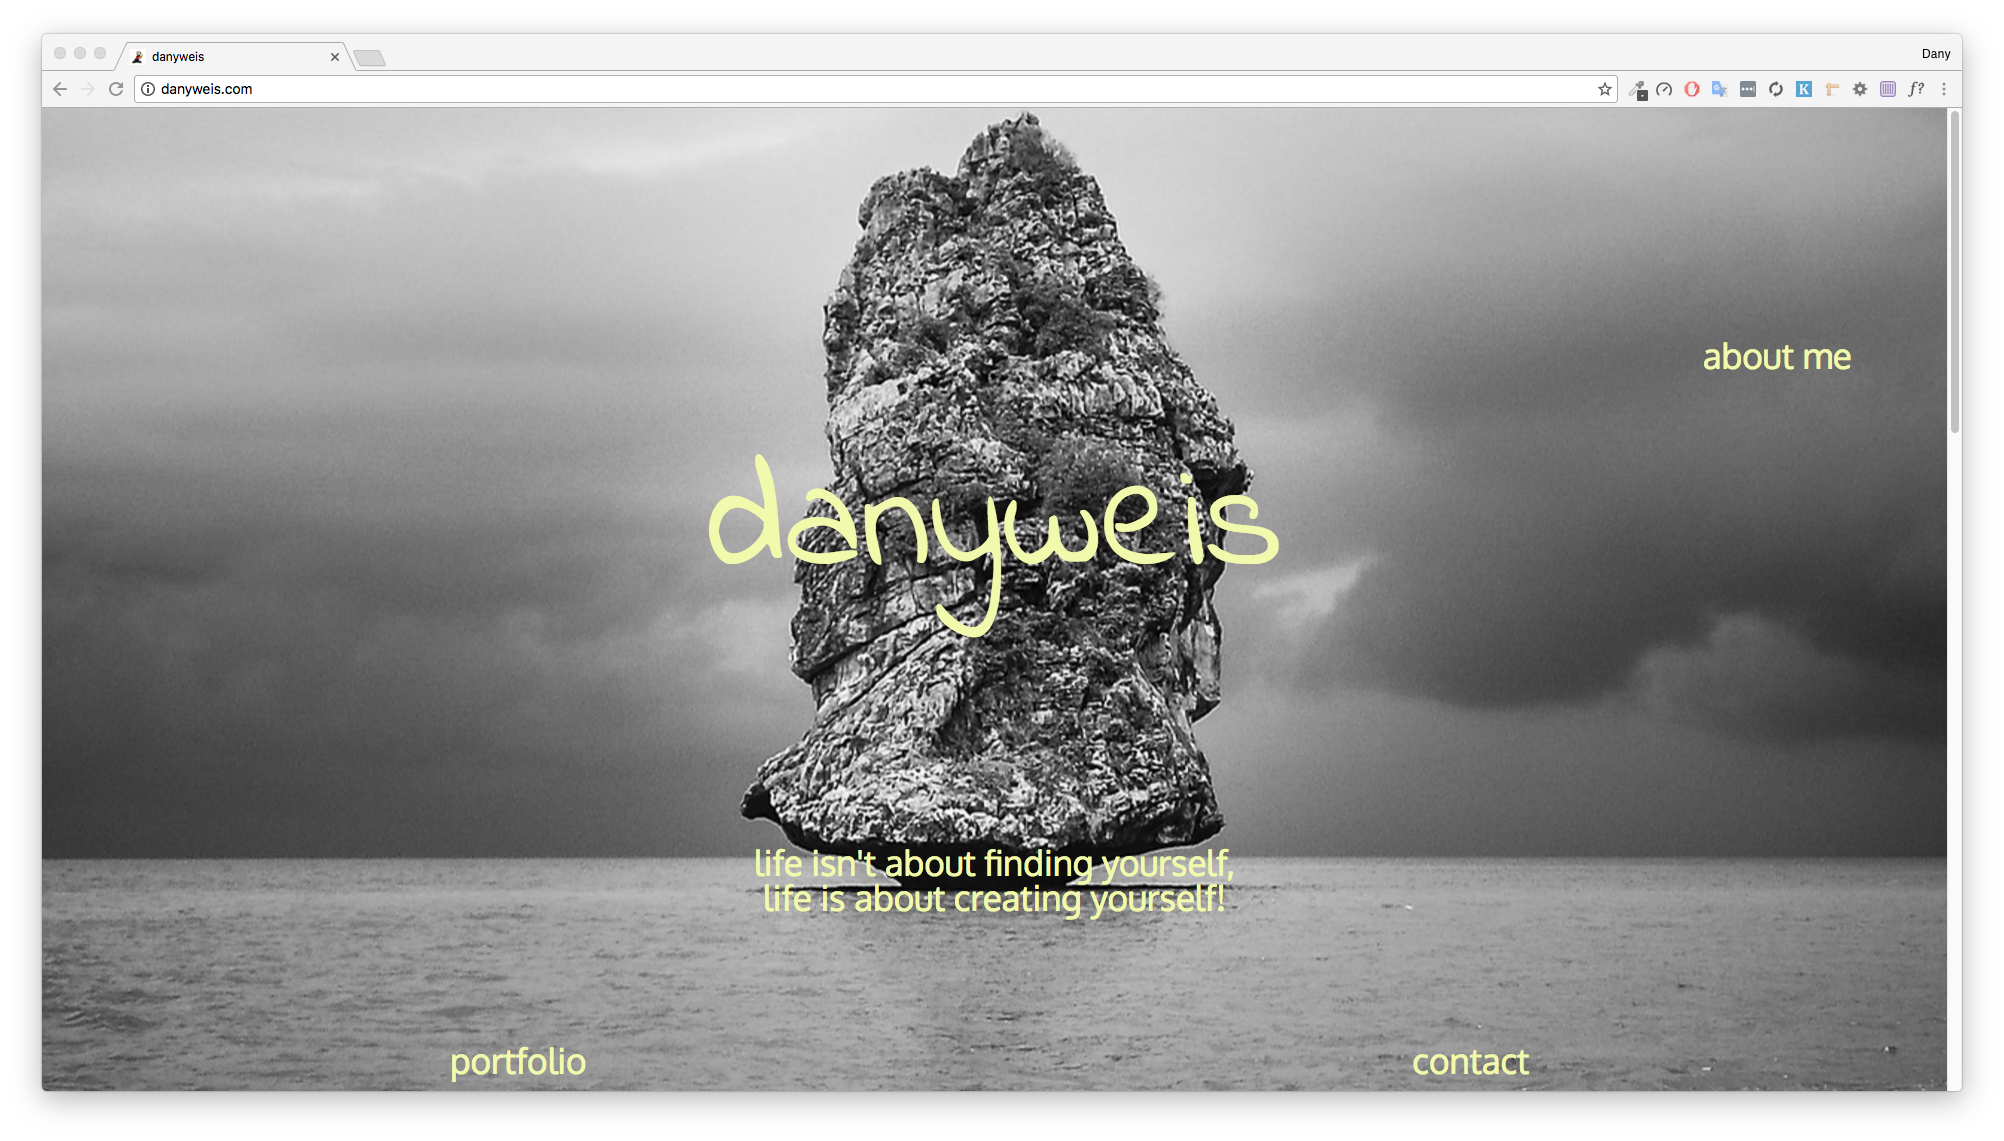 danyweis
Dany
danyweis.com
K
f?
about me
danyweis
life isn't about finding yourself,
life is about creating yourself!
portfolio
contact